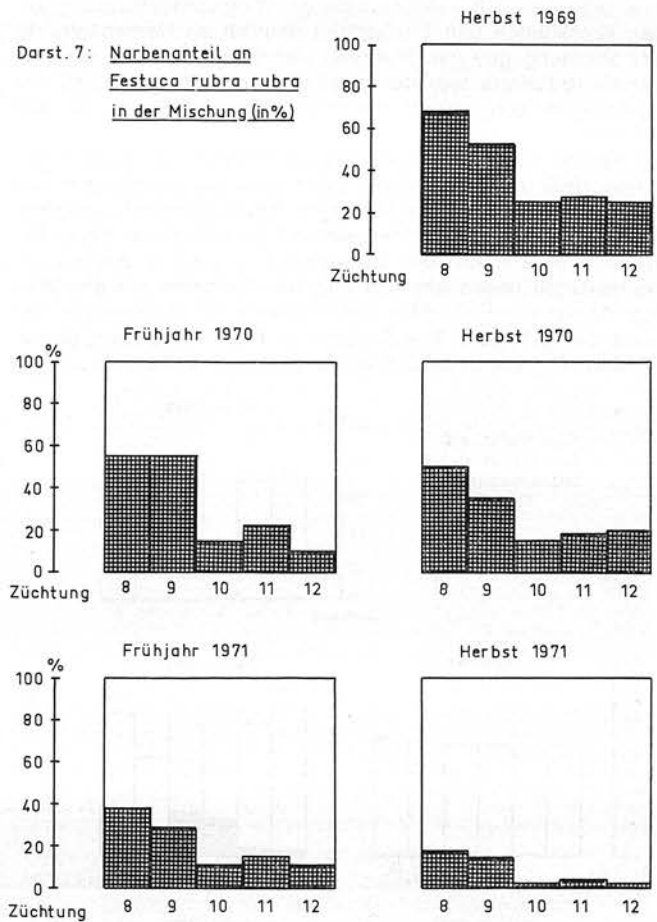 Darst. 7: Narbenanteil an
Festuca rubra rubra
in der Mischung (in%)
Herbst 1969
100
80
60
40
20
0
Züchtung 8 9 10 11 12
Frühjahr 1970
%
100
80
60
40
20
0
Züchtung 8 9 10 11 12
Herbst 1970
8 9 10 11 12
Frühjahr 1971
%
100
80
60
40
20
0
Züchtung 8 9 10 11 12
Herbst 1971
8 9 10 11 12